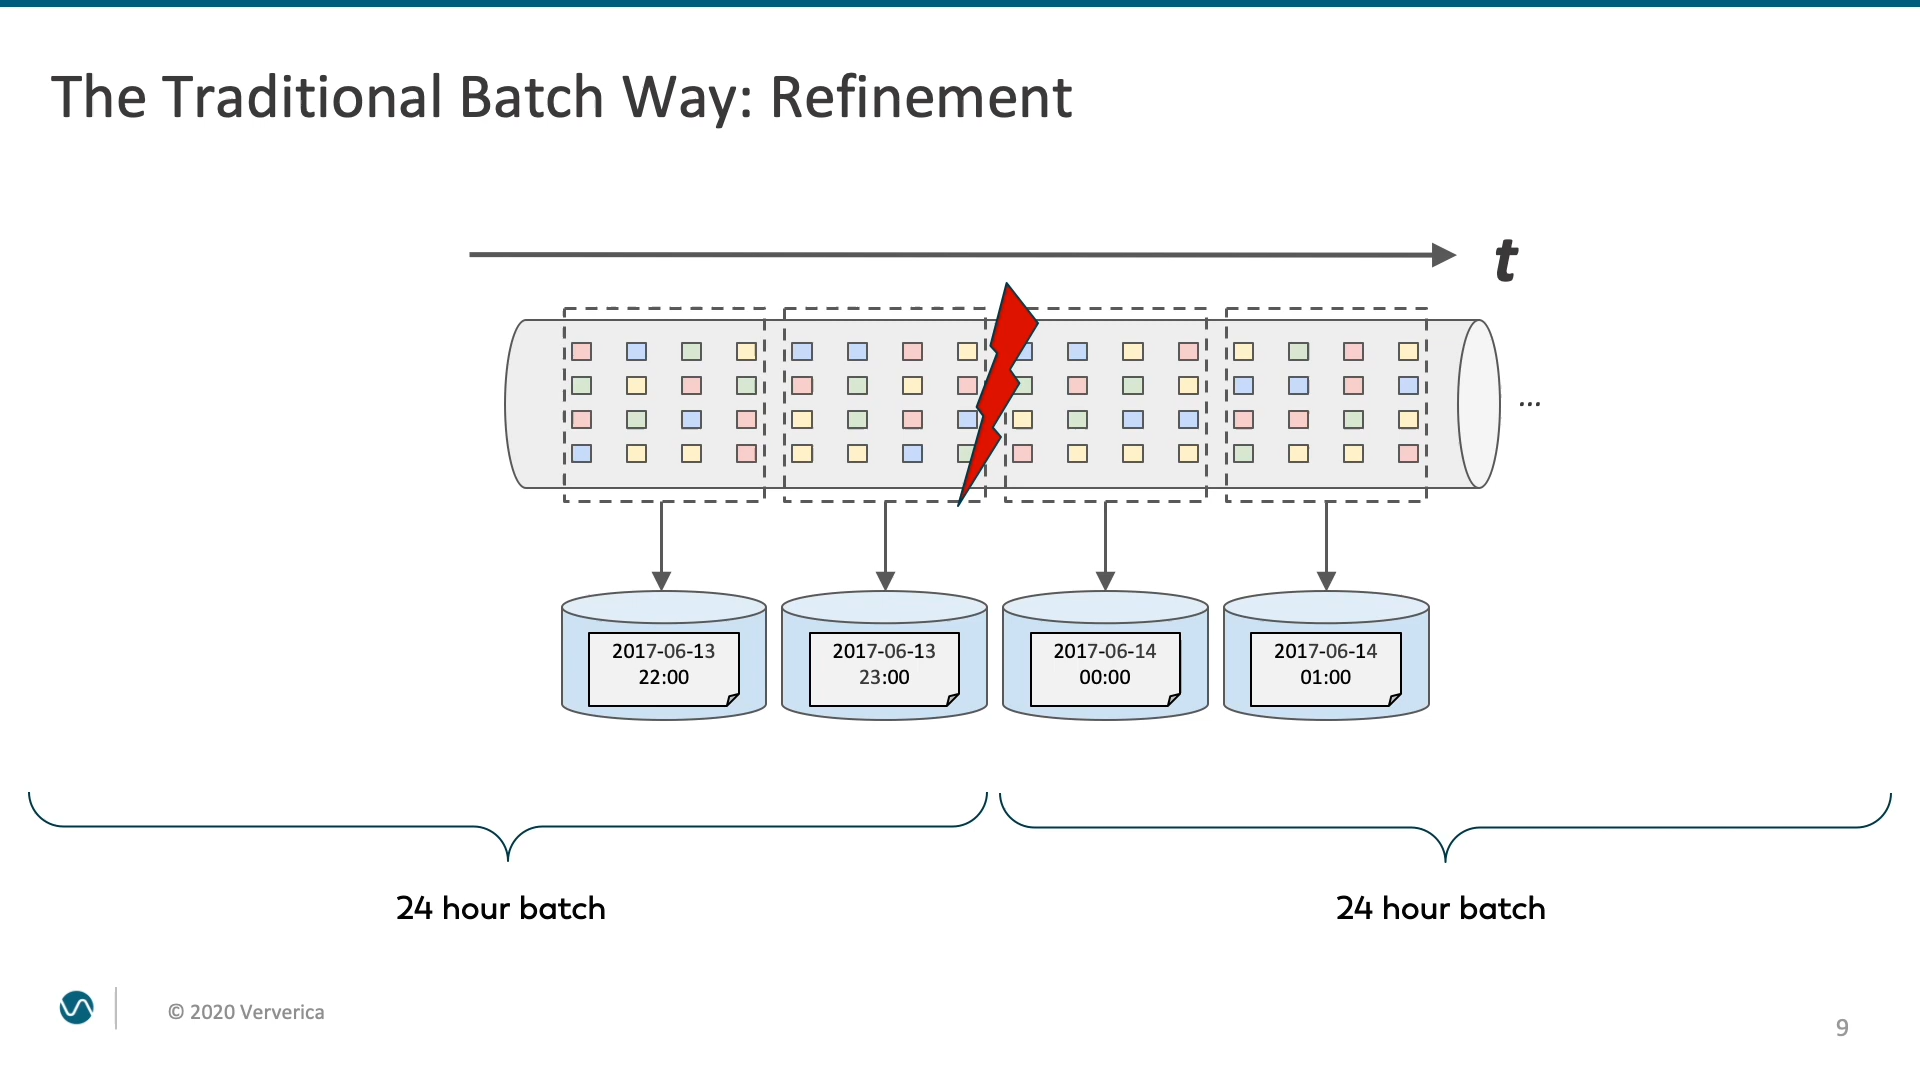 The Traditional Batch Way: Refinement
t
...
2017-06-13
22:00
2017-06-13
23:00
2017-06-14
00:00
2017-06-14
01:00
24 hour batch
24 hour batch
© 2020 Ververica
9